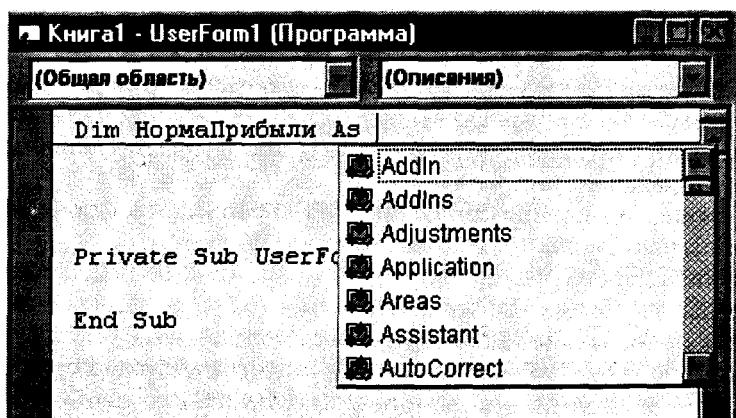 Книга1 - UserForm1 (Программа)
(Общая область)
(Описания)
Dim НормаПрибыли As
AddIn
AddIns
Adjustments
Private Sub UserFo
Application
Areas
End Sub
Assistant
AutoCorrect